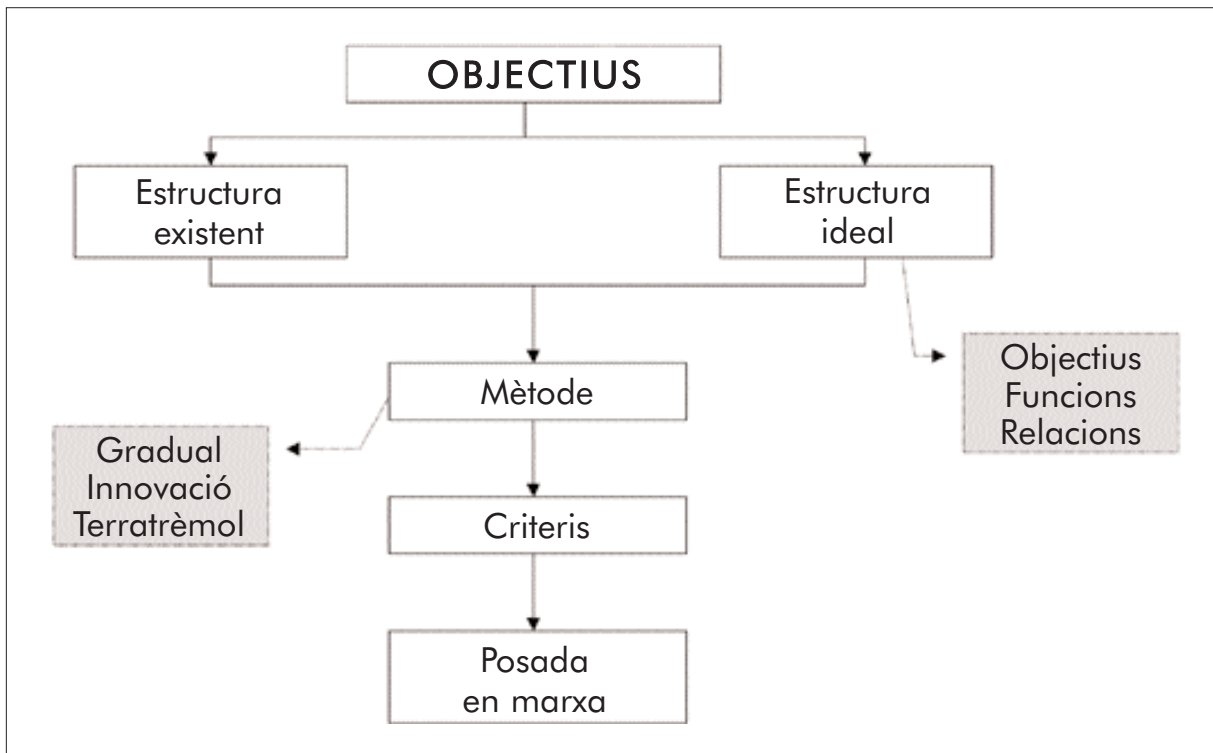 OBJECTIUS
Estructura
existent
Estructura
ideal
Mètode
Objectius
Funcions
Relacions
Gradual
Innovació
Terratrèmol
Criteris
Posada
en marxa